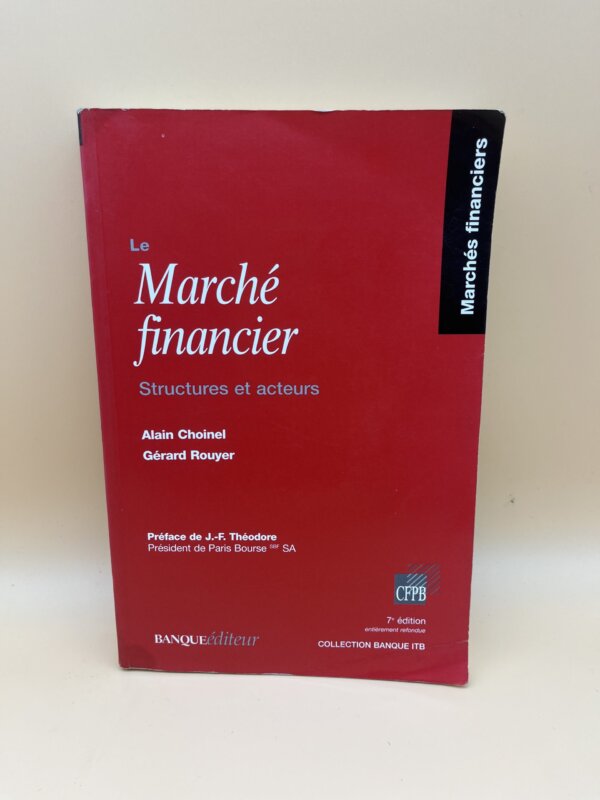 Marchés financiers
Le
Marché
financier
Structures et acteurs
Alain Choinel
Gérard Rouyer
Préface de J.-F. Théodore
Président de Paris Bourse SBF SA
CFPB
7e édition
entièrement refondue
BANQUEéditeur
COLLECTION BANQUE ITB